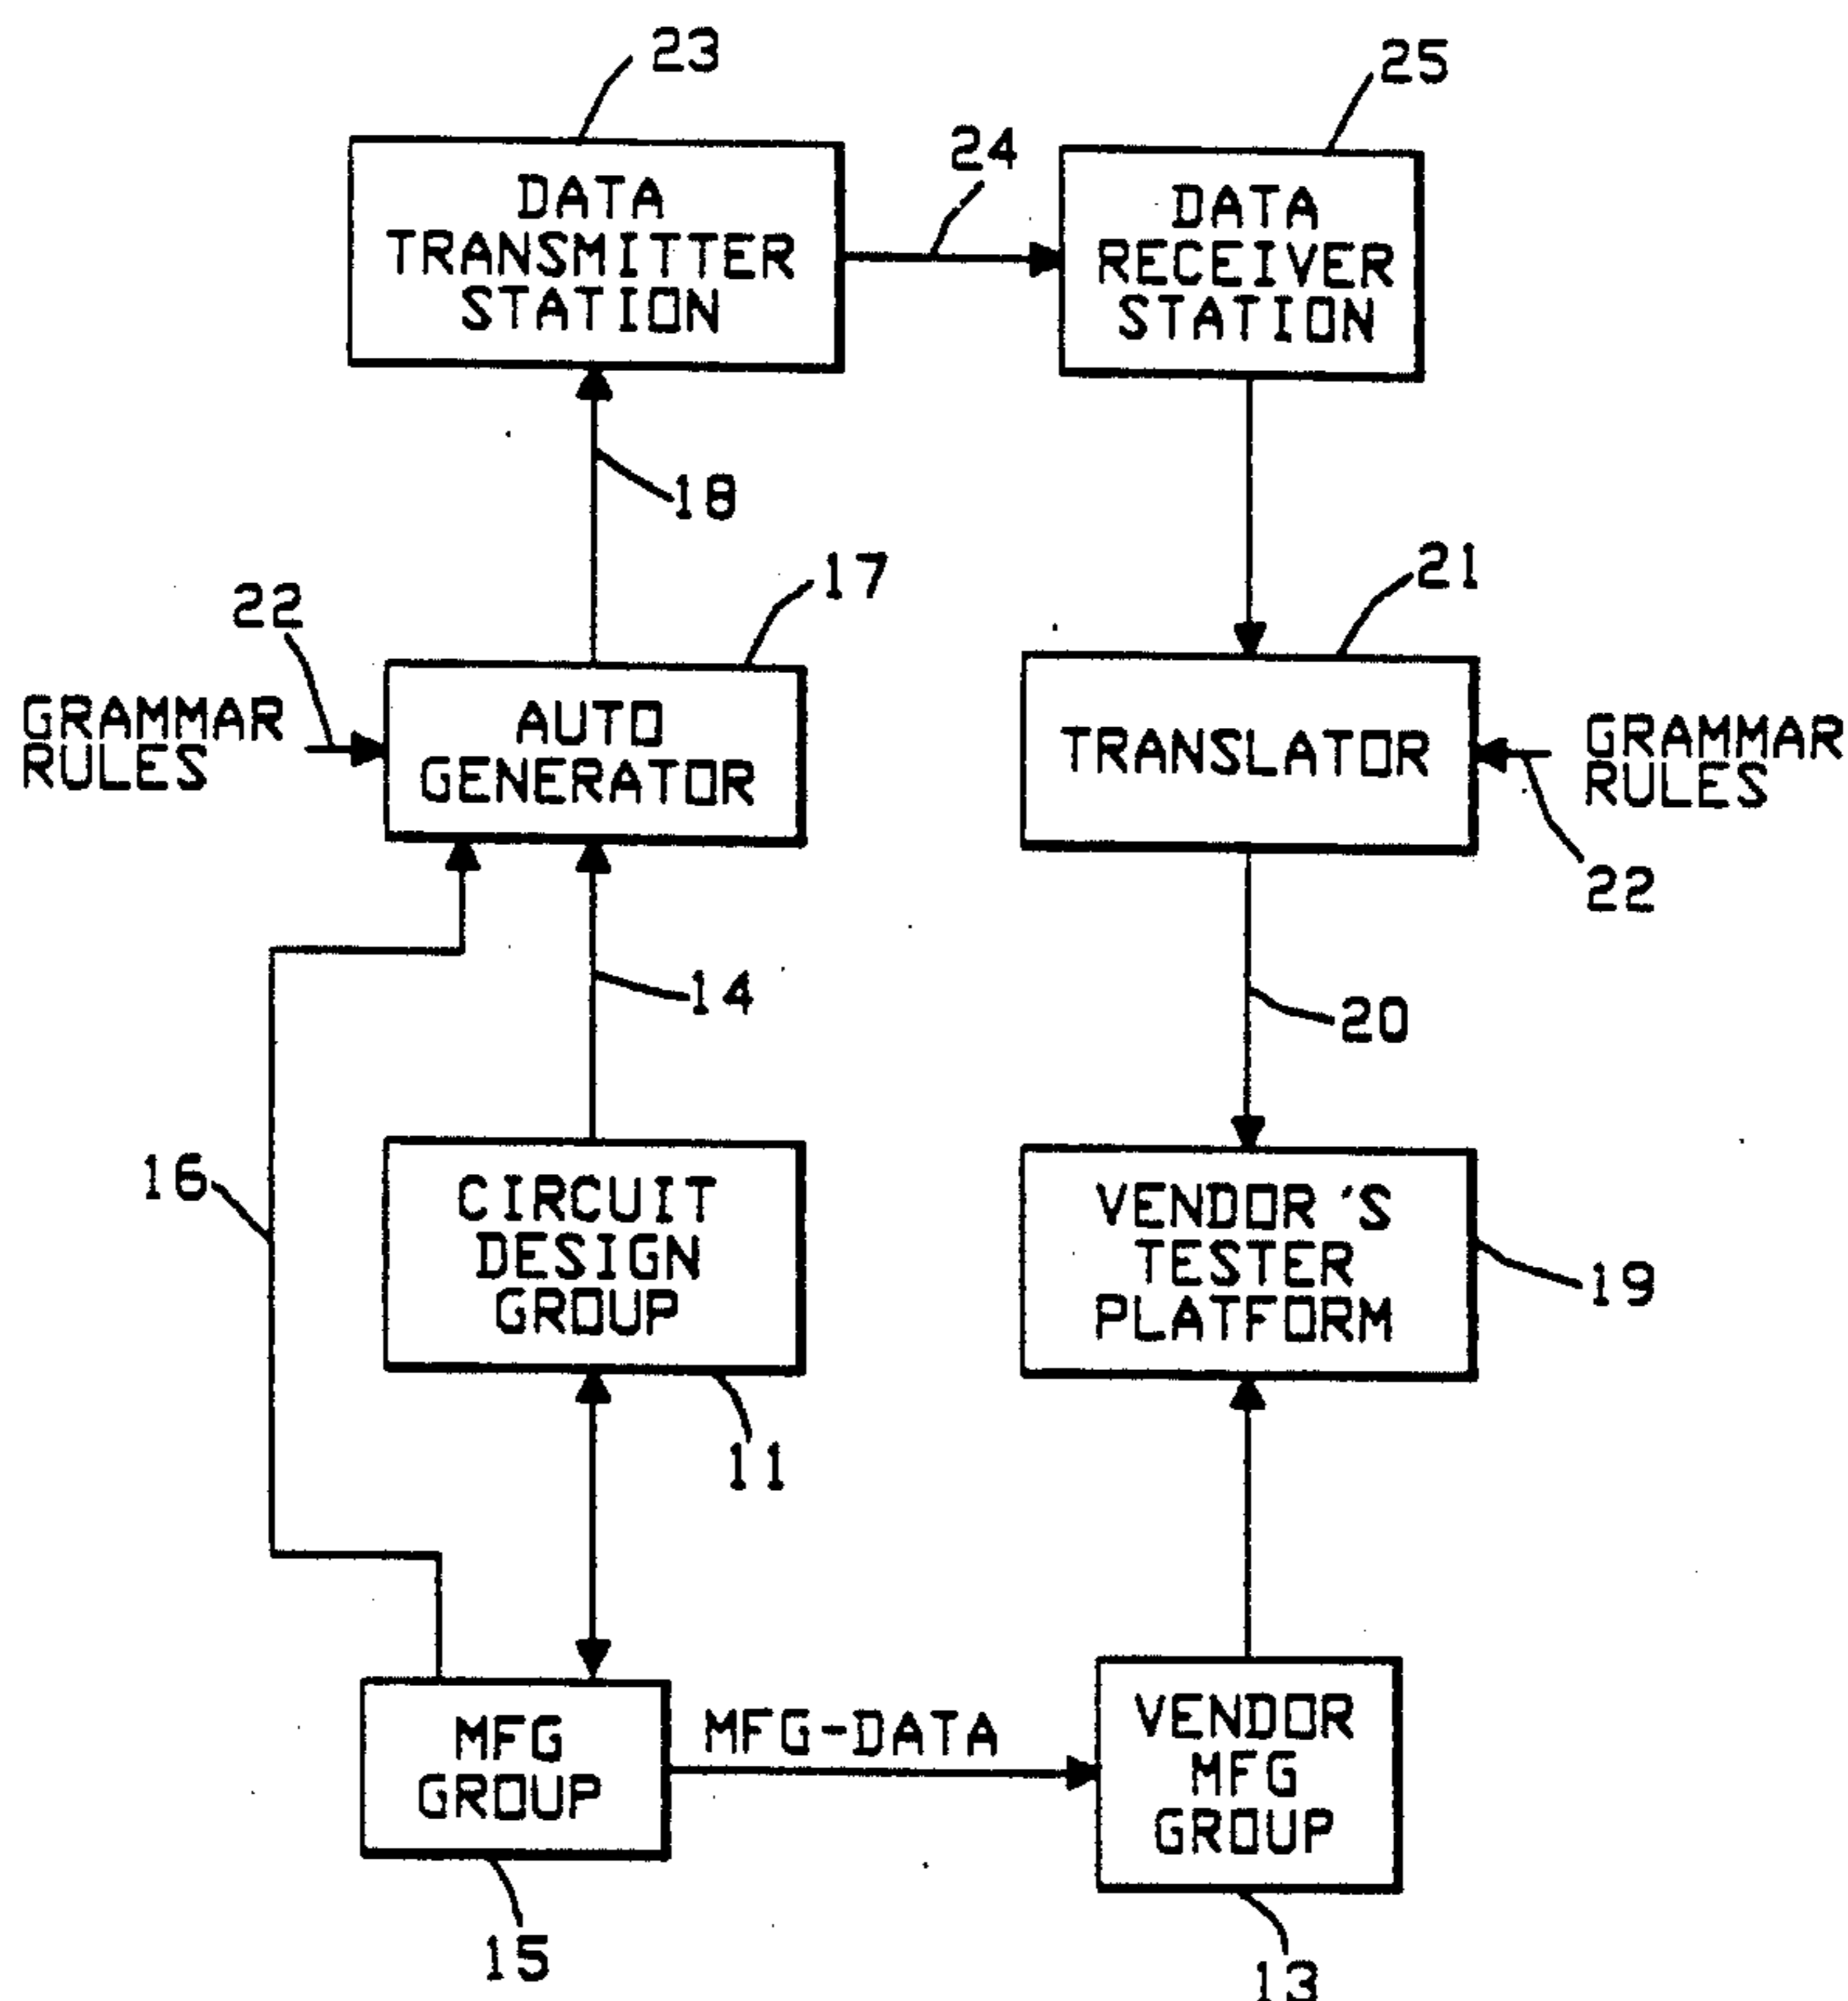 23
25
24
DATA
TRANSMITTER
STATION
DATA
RECEIVER
STATION
18
17
21
22
GRAMMAR
RULES
AUTO
GENERATOR
TRANSLATOR
GRAMMAR
RULES
22
14
20
16
CIRCUIT
DESIGN
GROUP
VENDOR'S
TESTER
PLATFORM
19
11
MFG
GROUP
MFG-DATA
VENDOR
MFG
GROUP
15
13